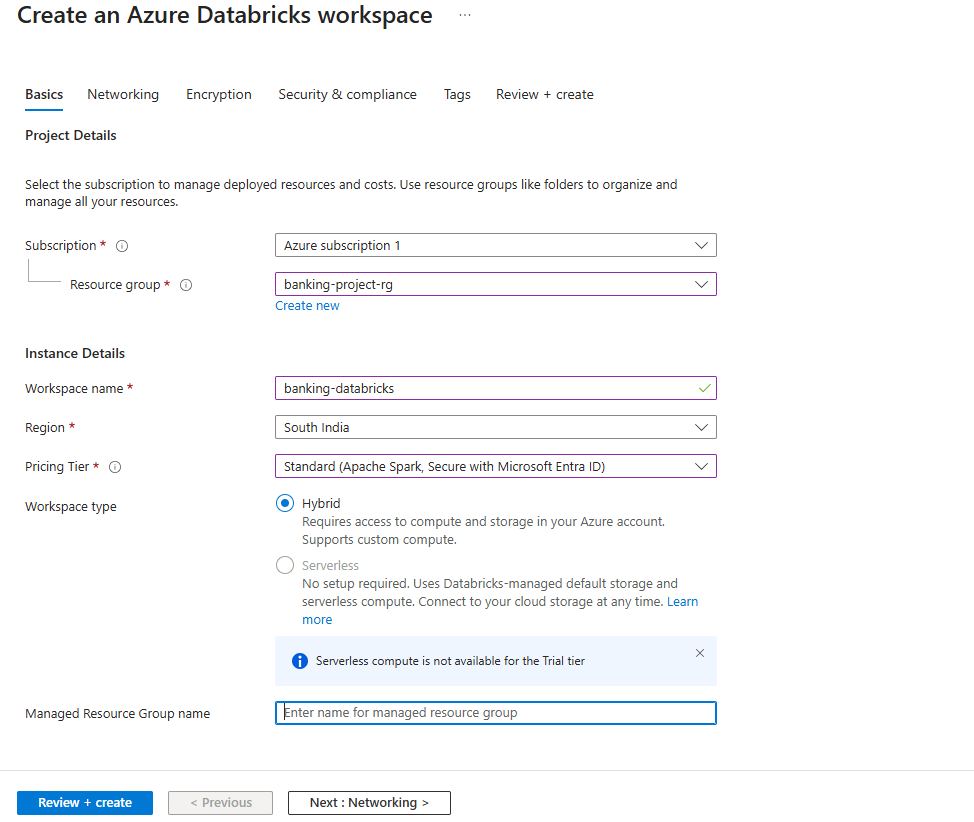 Create an Azure Databricks workspace ...
Basics Networking Encryption Security & compliance Tags Review + create
Project Details
Select the subscription to manage deployed resources and costs. Use resource groups like folders to organize and
manage all your resources.
Subscription * Azure subscription 1
Resource group * banking-project-rg
Create new
Instance Details
Workspace name * banking-databricks
Region * South India
Pricing Tier * Standard (Apache Spark, Secure with Microsoft Entra ID)
Workspace type Hybrid
Requires access to compute and storage in your Azure account.
Supports custom compute.
Serverless
No setup required. Uses Databricks-managed default storage and
serverless compute. Connect to your cloud storage at any time. Learn
more
Serverless compute is not available for the Trial tier
Managed Resource Group name Enter name for managed resource group
Review + create < Previous Next : Networking >